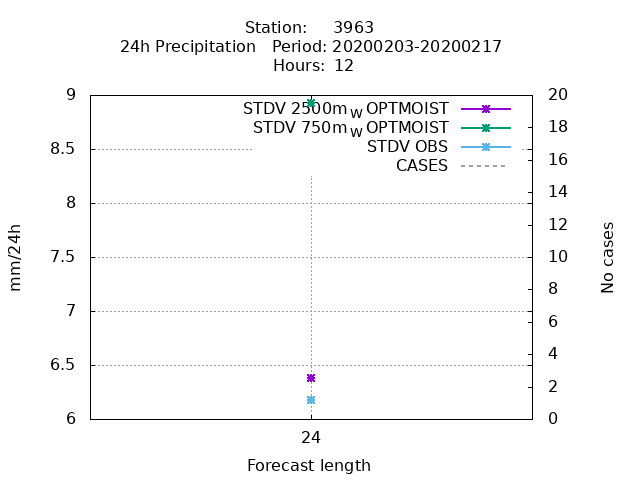 Station: 3963
24h Precipitation Period: 20200203-20200217
Hours: 12
9 20
STDV 2500m_W OPTMOIST
STDV 750m_W OPTMOIST 18
8.5 STDV OBS
CASES 16
14
8
12
7.5 10
8
7
6
6.5 4
2
6 0
24
Forecast length
mm/24h
No cases